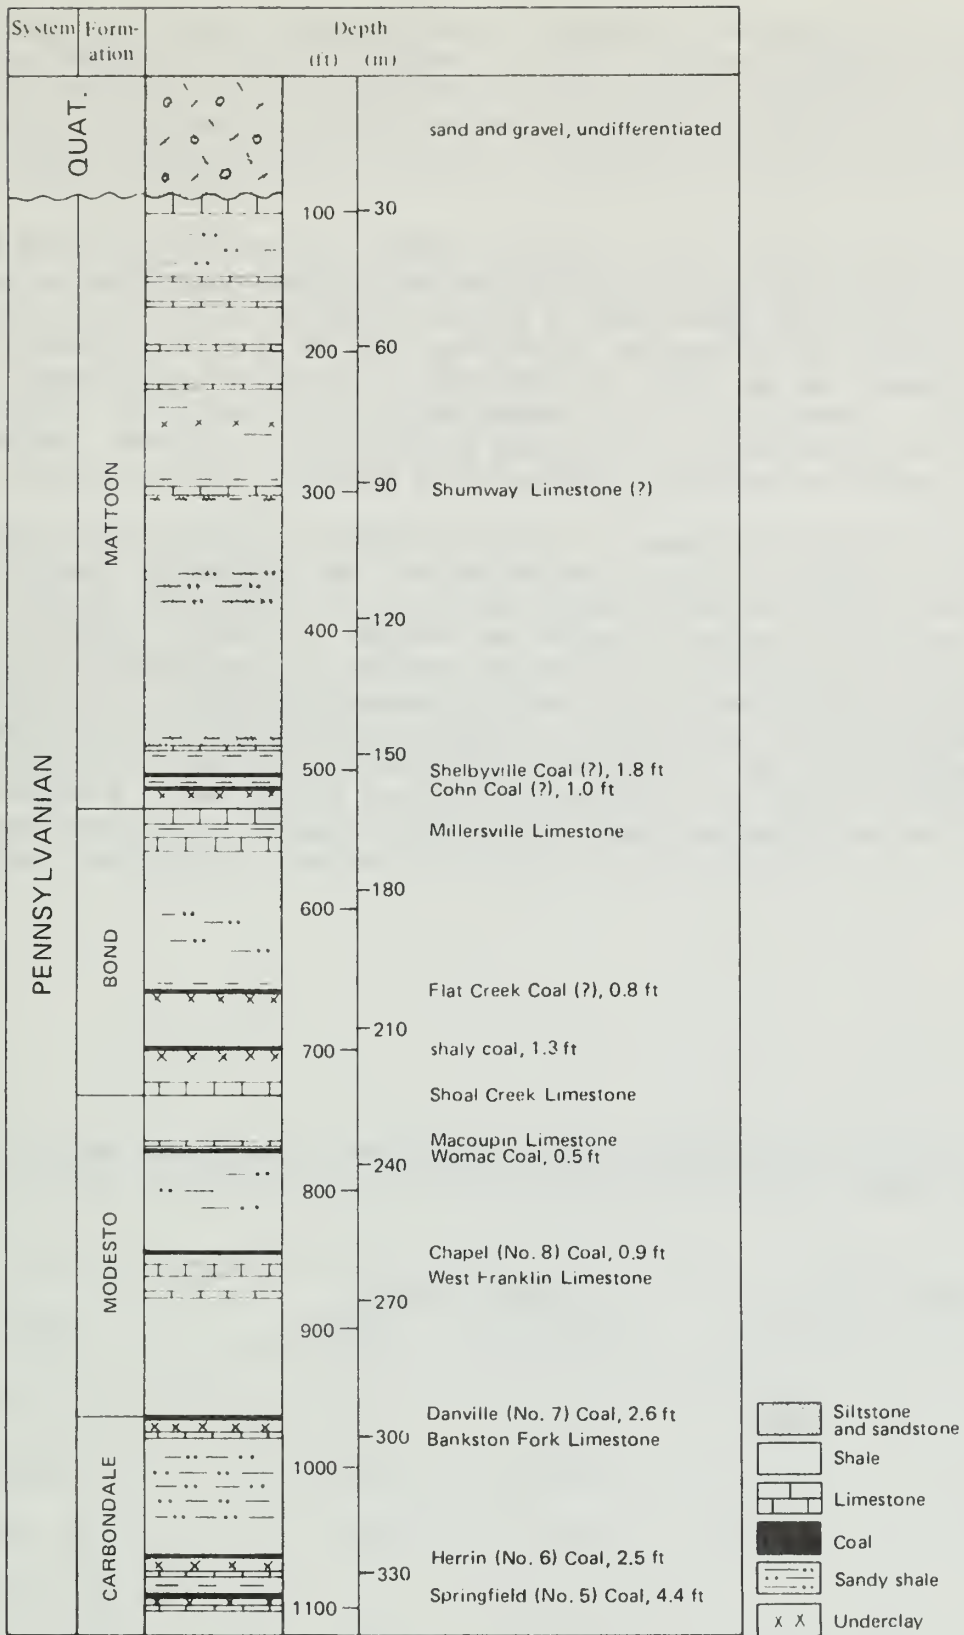 System
Form-
ation
Depth
(ft) (m)
QUAT.
sand and gravel, undifferentiated
PENNSYLVANIAN
MATTOON
100 30
200 60
300 90
Shumway Limestone (?)
120
400
150
500
Shelbyville Coal (?), 1.8 ft
Cohn Coal (?), 1.0 ft
BOND
Millersville Limestone
180
600
Flat Creek Coal (?), 0.8 ft
210
700
shaly coal, 1.3 ft
Shoal Creek Limestone
MODESTO
Macoupin Limestone
Womac Coal, 0.5 ft
240
800
Chapel (No. 8) Coal, 0.9 ft
West Franklin Limestone
270
900
CARBONDALE
Danville (No. 7) Coal, 2.6 ft
300
Bankston Fork Limestone
1000
Herrin (No. 6) Coal, 2.5 ft
330
Springfield (No. 5) Coal, 4.4 ft
1100
Siltstone
and sandstone
Shale
Limestone
Coal
Sandy shale
x x Underclay